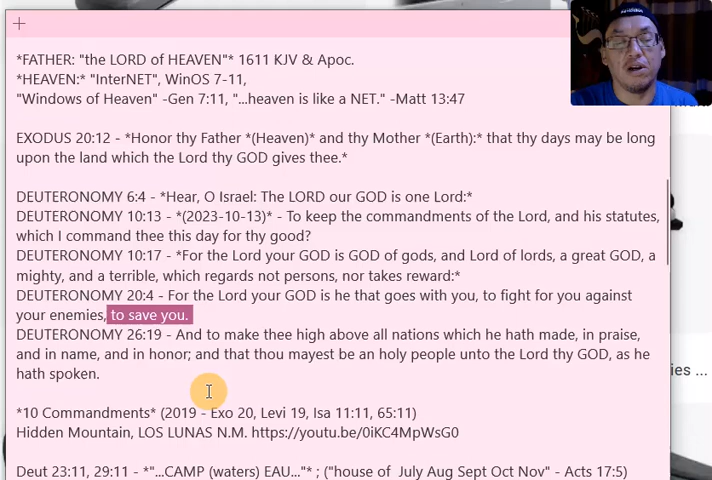 *FATHER: "the LORD of HEAVEN"* 1611 KJV & Apoc.
*HEAVEN:* "InterNET", WinOS 7-11,
"Windows of Heaven" -Gen 7:11, "...heaven is like a NET." -Matt 13:47
EXODUS 20:12 - *Honor thy Father *(Heaven)* and thy Mother *(Earth):* that thy days may be long
upon the land which the Lord thy GOD gives thee.*
DEUTERONOMY 6:4 - *Hear, O Israel: The LORD our GOD is one Lord:*
DEUTERONOMY 10:13 - *(2023-10-13)* - To keep the commandments of the Lord, and his statutes,
which I command thee this day for thy good?
DEUTERONOMY 10:17 - *For the Lord your GOD is GOD of gods, and Lord of lords, a great GOD, a
mighty, and a terrible, which regards not persons, nor takes reward:*
DEUTERONOMY 20:4 - For the Lord your GOD is he that goes with you, to fight for you against
your enemies, to save you.
DEUTERONOMY 26:19 - And to make thee high above all nations which he hath made, in praise,
and in name, and in honor; and that thou mayest be an holy people unto the Lord thy GOD, as he
hath spoken.
ies ...
*10 Commandments* (2019 - Exo 20, Levi 19, Isa 11:11, 65:11)
Hidden Mountain, LOS LUNAS N.M. https://youtu.be/0iKC4MpWsG0
Deut 23:11, 29:11 - *"...CAMP (waters) EAU..."* ; ("house of July Aug Sept Oct Nov" - Acts 17:5)